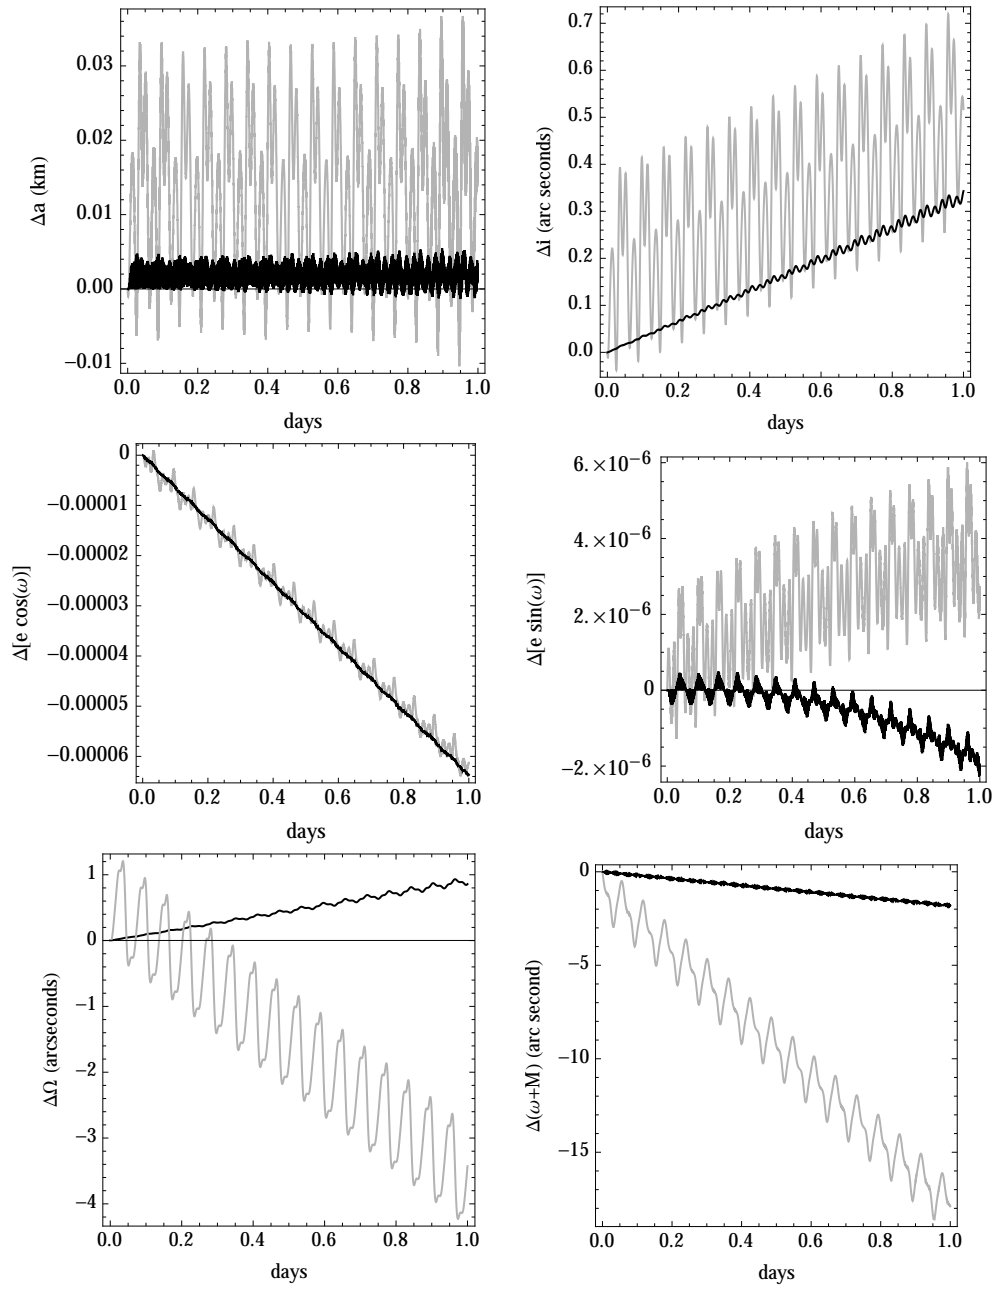 0.03
0.02
0.01
0.00
−0.01
Δa (km)
0.0 0.2 0.4 0.6 0.8 1.0
days
0.7
0.6
0.5
0.4
0.3
0.2
0.1
0.0
Δi (arc seconds)
0.0 0.2 0.4 0.6 0.8 1.0
days
0
−0.00001
−0.00002
−0.00003
−0.00004
−0.00005
−0.00006
Δ[e cos(ω)]
0.0 0.2 0.4 0.6 0.8 1.0
days
6.×10⁻⁶
4.×10⁻⁶
2.×10⁻⁶
0
−2.×10⁻⁶
Δ[e sin(ω)]
0.0 0.2 0.4 0.6 0.8 1.0
days
1
0
−1
−2
−3
−4
ΔΩ (arcseconds)
0.0 0.2 0.4 0.6 0.8 1.0
days
0
−5
−10
−15
Δ(ω+M) (arc second)
0.0 0.2 0.4 0.6 0.8 1.0
days